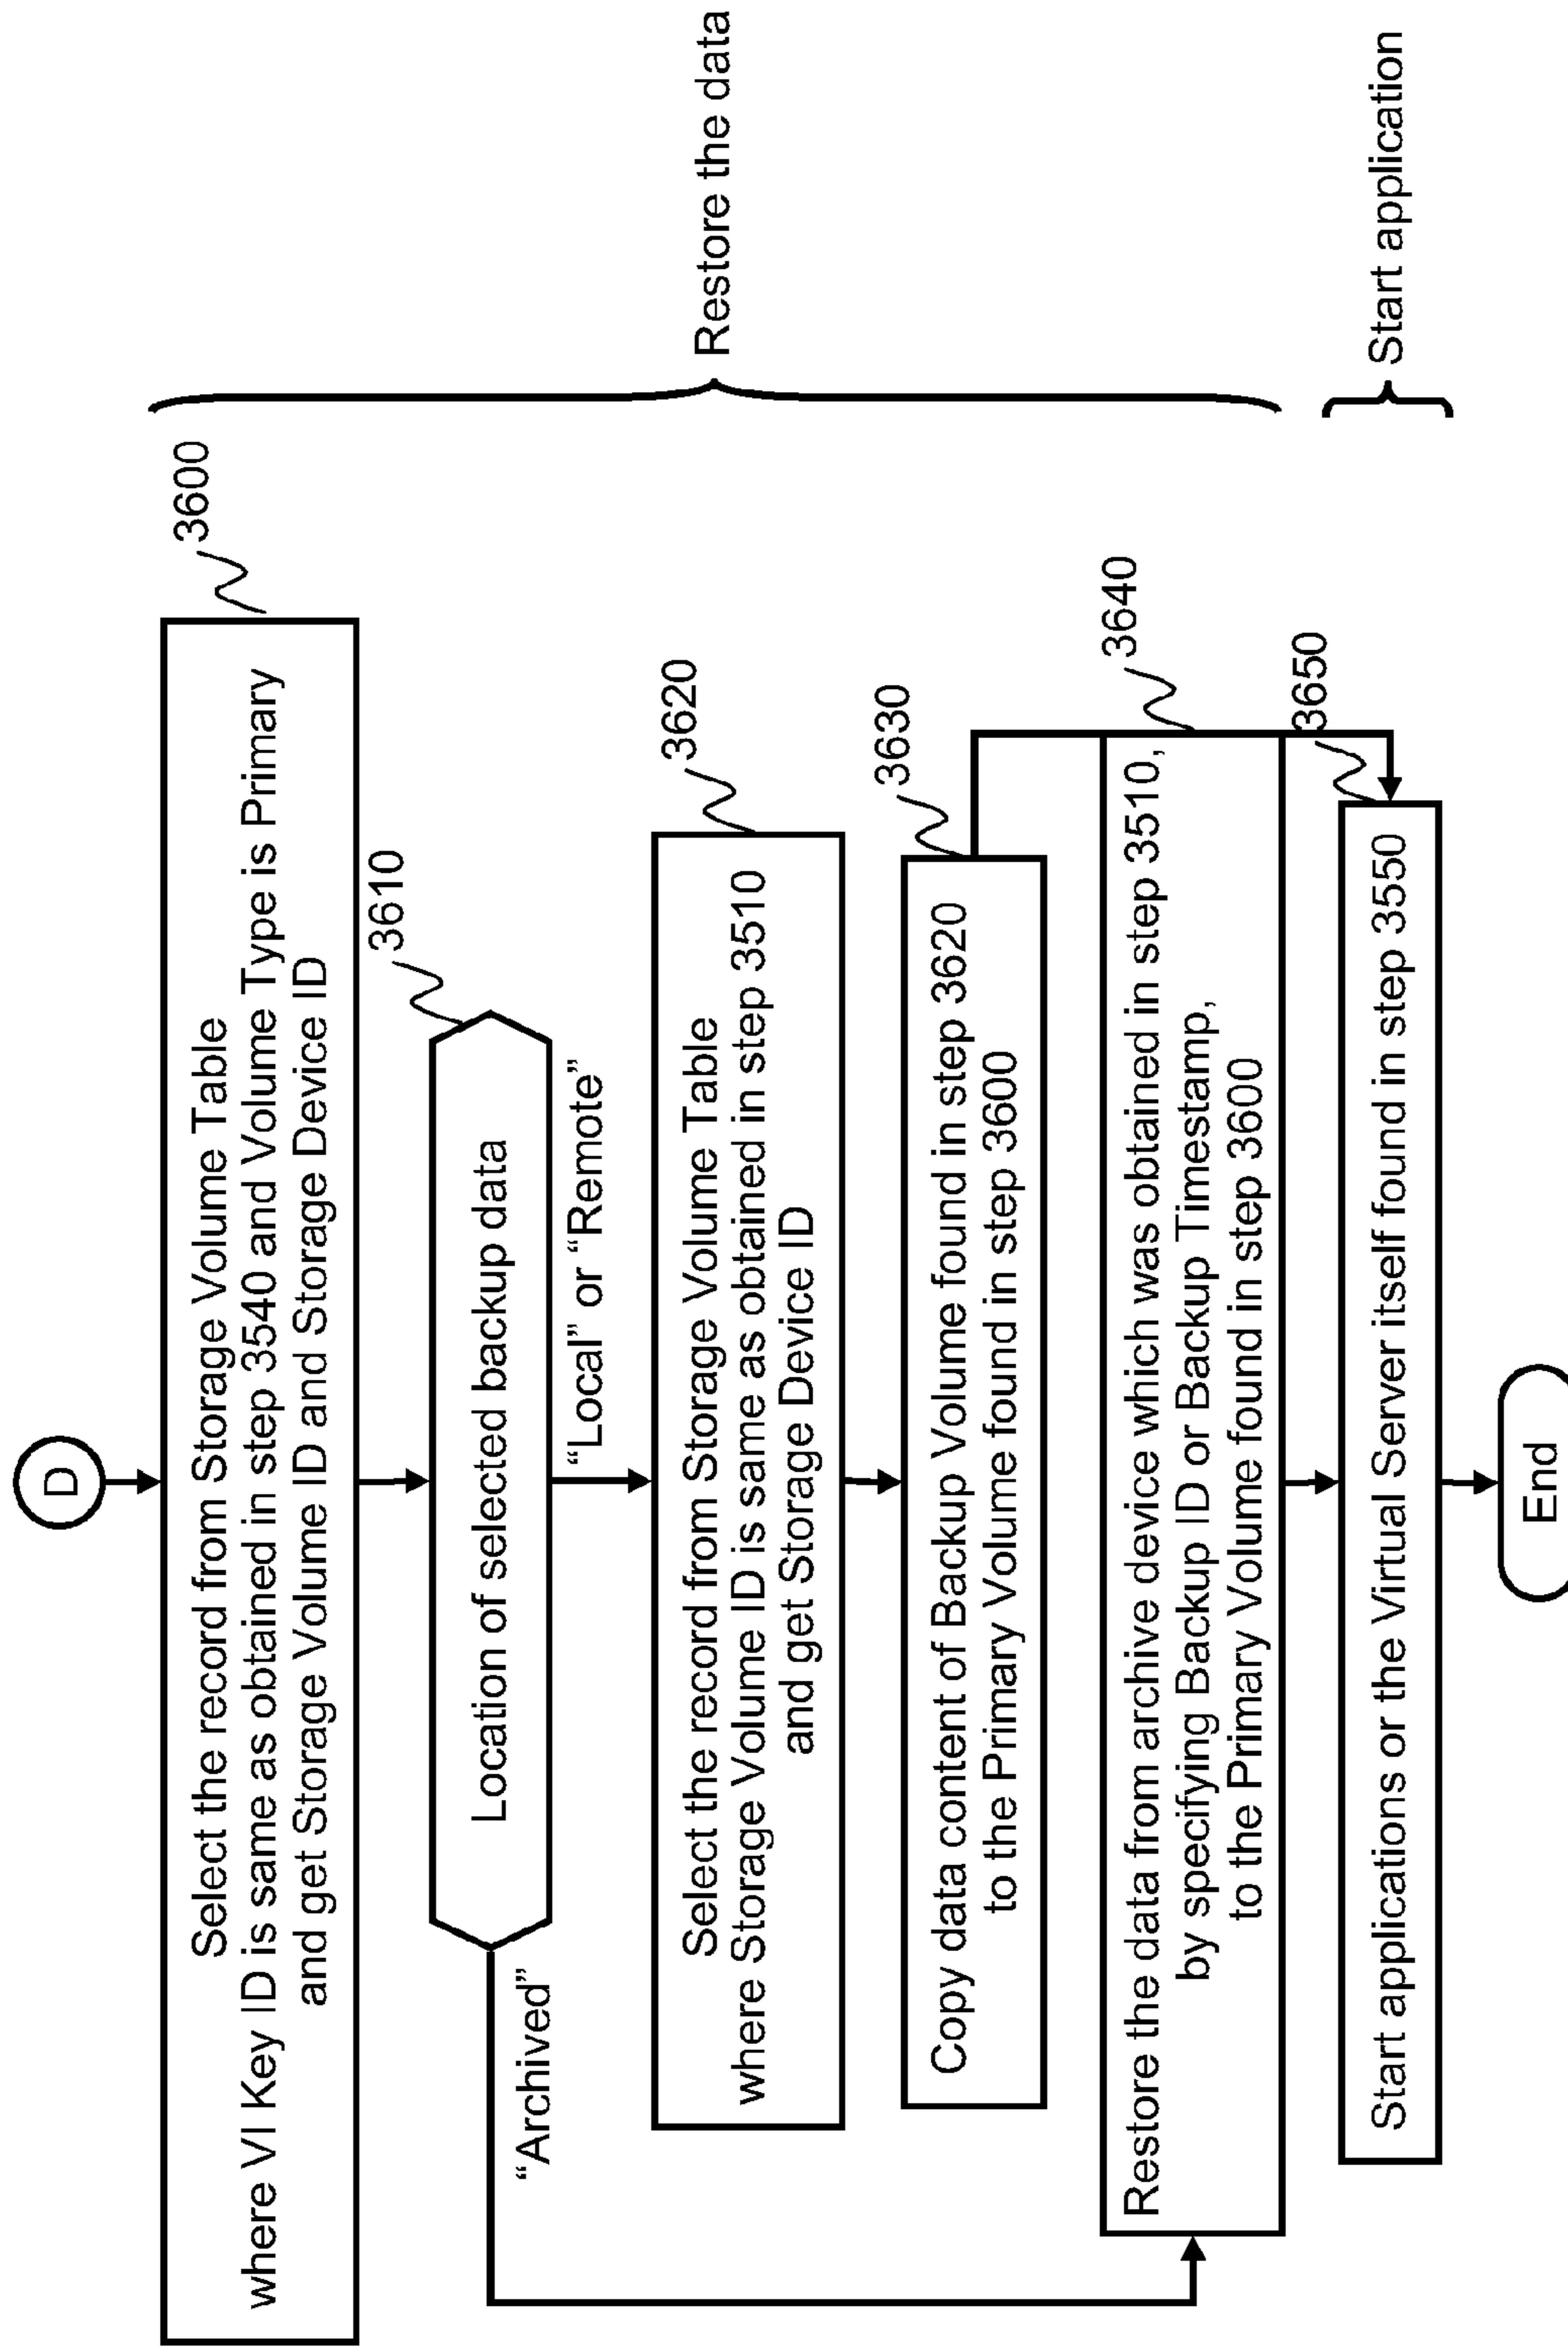 D
Select the record from Storage Volume Table
where VI Key ID is same as obtained in step 3540 and Volume Type is Primary
and get Storage Volume ID and Storage Device ID
3600
Restore the data
Location of selected backup data
3610
“Archived”
“Local” or “Remote”
Select the record from Storage Volume Table
where Storage Volume ID is same as obtained in step 3510
and get Storage Device ID
3620
Copy data content of Backup Volume found in step 3620
to the Primary Volume found in step 3600
3630
Restore the data from archive device which was obtained in step 3510,
by specifying Backup ID or Backup Timestamp,
to the Primary Volume found in step 3600
3640
Start applications or the Virtual Server itself found in step 3550
3650
Start application
End